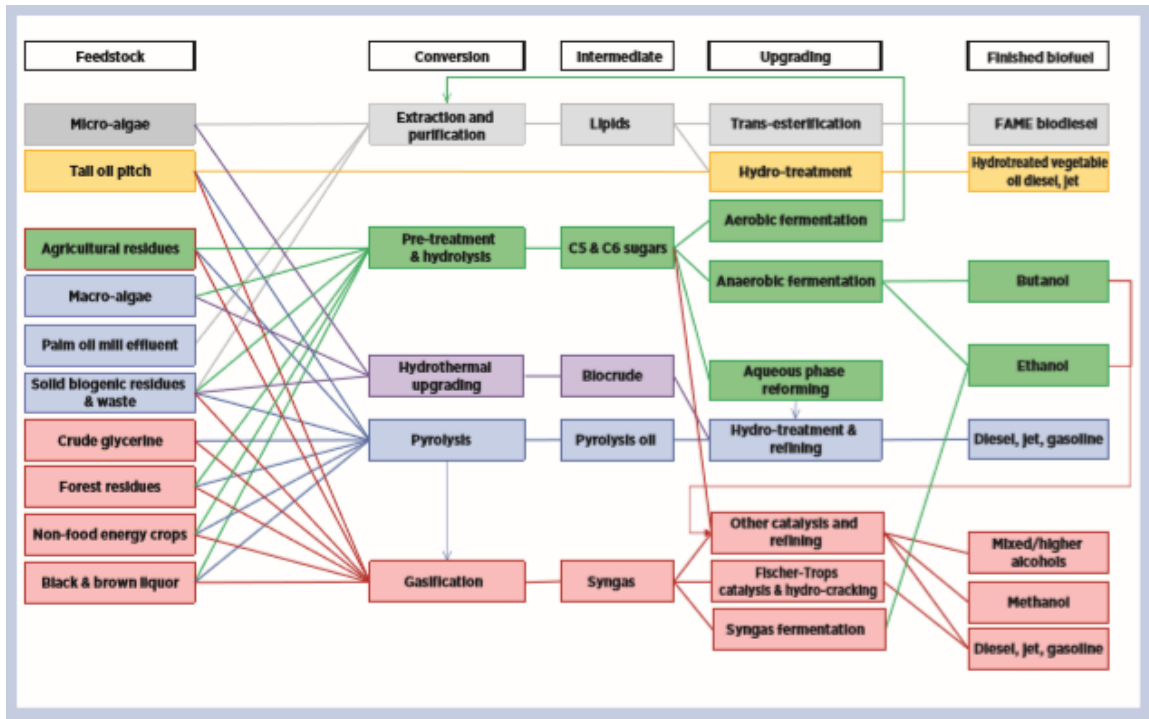 Feedstock
Conversion
Intermediate
Upgrading
Finished biofuel
Micro-algae
Extraction and
purification
Lipids
Trans-esterification
FAME biodiesel
Tall oil pitch
Hydro-treatment
Hydrotreated vegetable
oil diesel, jet
Aerobic fermentation
Agricultural residues
Pre-treatment
& hydrolysis
C5 & C6 sugars
Anaerobic fermentation
Butanol
Macro-algae
Palm oil mill effluent
Solid biogenic residues
& waste
Hydrothermal
upgrading
Biocrude
Aqueous phase
reforming
Ethanol
Crude glycerine
Pyrolysis
Pyrolysis oil
Hydro-treatment &
refining
Diesel, jet, gasoline
Forest residues
Non-food energy crops
Other catalysis and
refining
Mixed/higher
alcohols
Black & brown liquor
Gasification
Syngas
Fischer-Trops
catalysis & hydro-cracking
Methanol
Syngas fermentation
Diesel, jet, gasoline